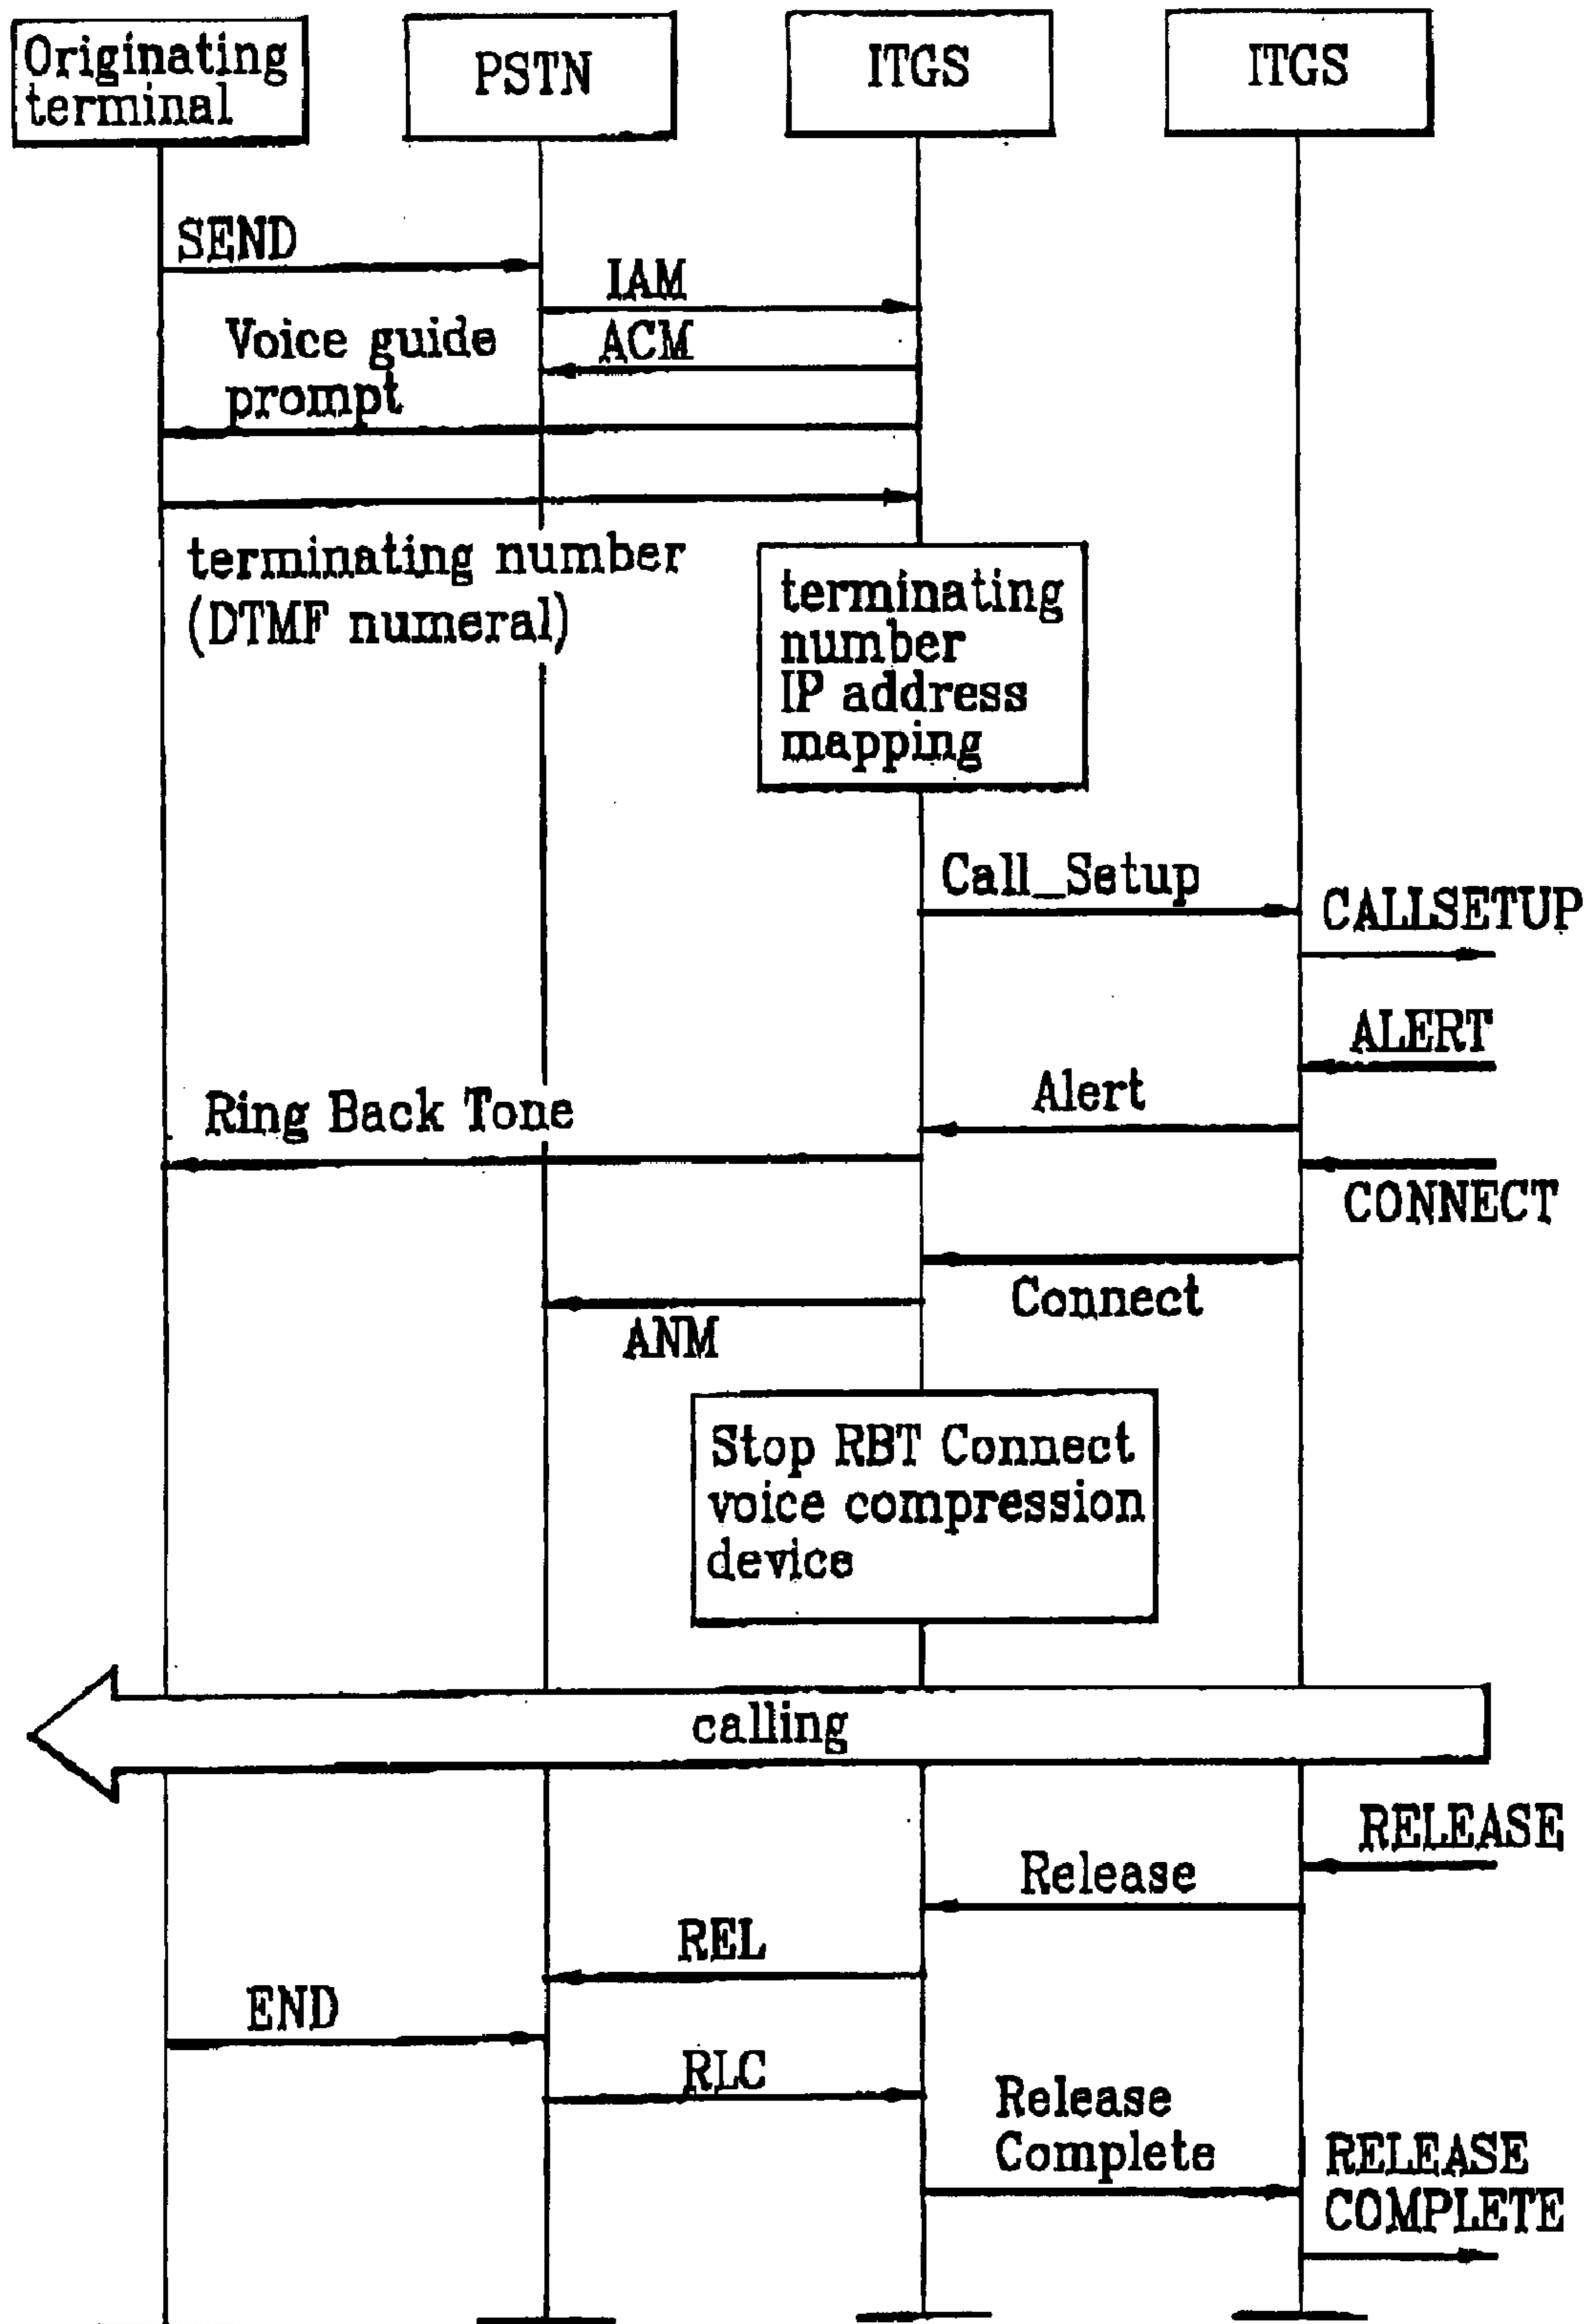 Originating
terminal
PSTN
ITGS
ITGS
SEND
IAM
Voice guide
prompt
ACM
terminating number
(DTMF numeral)
terminating
number
IP address
mapping
Call_Setup
CALLSETUP
ALERT
Alert
Ring Back Tone
CONNECT
Connect
ANM
Stop RBT Connect
voice compression
device
calling
RELEASE
Release
REL
END
RLC
Release
Complete
RELEASE
COMPLETE